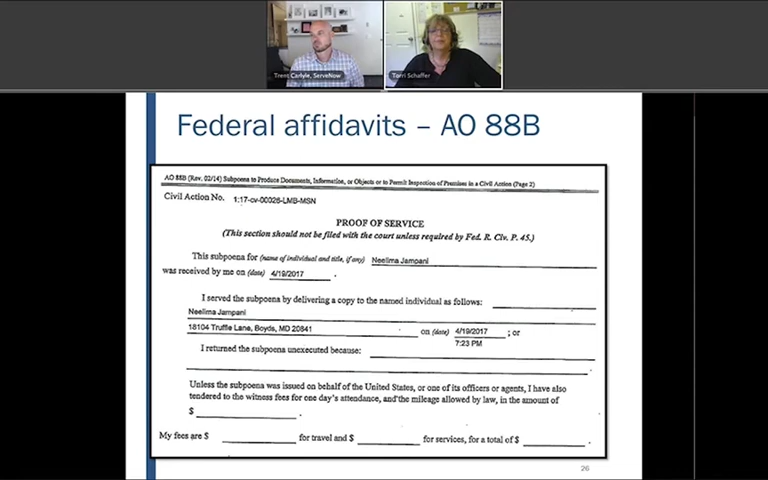 Trent Carlyle, ServeNow
Torri Schaffer
Federal affidavits – AO 88B
AO 88B (Rev. 02/14) Subpoena to Produce Documents, Information, or Objects or to Permit Inspection of Premises in a Civil Action (Page 2)
Civil Action No. 1:17-cv-00026-LMB-MSN
PROOF OF SERVICE
(This section should not be filed with the court unless required by Fed. R. Civ. P. 45.)
This subpoena for (name of individual and title, if any) Neelima Jampani
was received by me on (date) 4/19/2017 .
I served the subpoena by delivering a copy to the named individual as follows:
Neelima Jampani
18104 Truffle Lane, Boyds, MD 20841 on (date) 4/19/2017 ; or
7:23 PM
I returned the subpoena unexecuted because:
Unless the subpoena was issued on behalf of the United States, or one of its officers or agents, I have also
tendered to the witness fees for one day's attendance, and the mileage allowed by law, in the amount of
$ .
My fees are $ for travel and $ for services, for a total of $ .
26